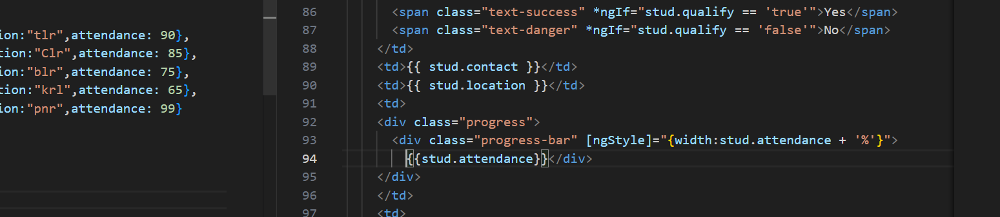 ion:"tlr",attendance: 90},
tion:"Clr",attendance: 85},
ion:"blr",attendance: 75},
tion:"krl",attendance: 65},
ion:"pnr",attendance: 99}
86 <span class="text-success" *ngIf="stud.qualify == 'true'">Yes</span>
87 <span class="text-danger" *ngIf="stud.qualify == 'false'">No</span>
88 </td>
89 <td>{{ stud.contact }}</td>
90 <td>{{ stud.location }}</td>
91 <td>
92 <div class="progress">
93 <div class="progress-bar" [ngStyle]="{width:stud.attendance + '%'}">
94 {{stud.attendance}}</div>
95 </div>
96 </td>
97 <td>